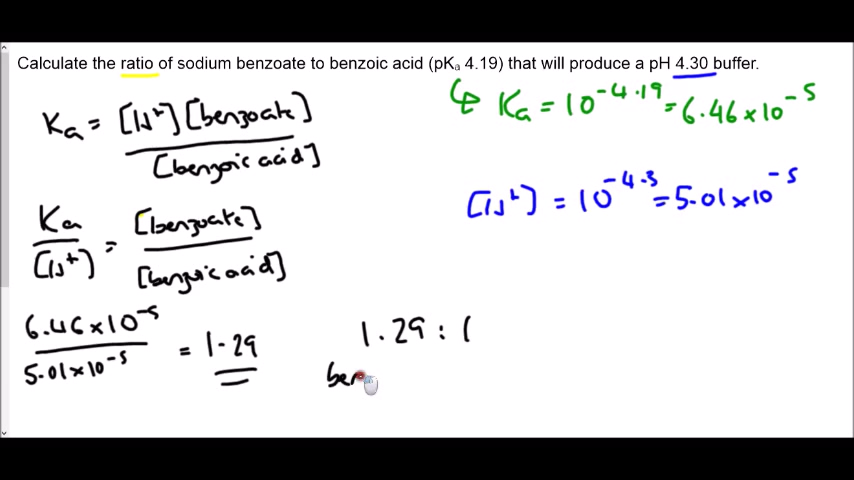 Calculate the ratio of sodium benzoate to benzoic acid (pKₐ 4.19) that will produce a pH 4.30 buffer.
↳ Ka = 10^-4.19 = 6.46 x 10^-5
Ka = [H+][benzoate]
[benzoic acid]
[H+] = 10^-4.3 = 5.01 x 10^-5
Ka / [H+] = [benzoate] / [benzoic acid]
6.46 x 10^-5 / 5.01 x 10^-5 = 1.29
1.29 : 1
ben